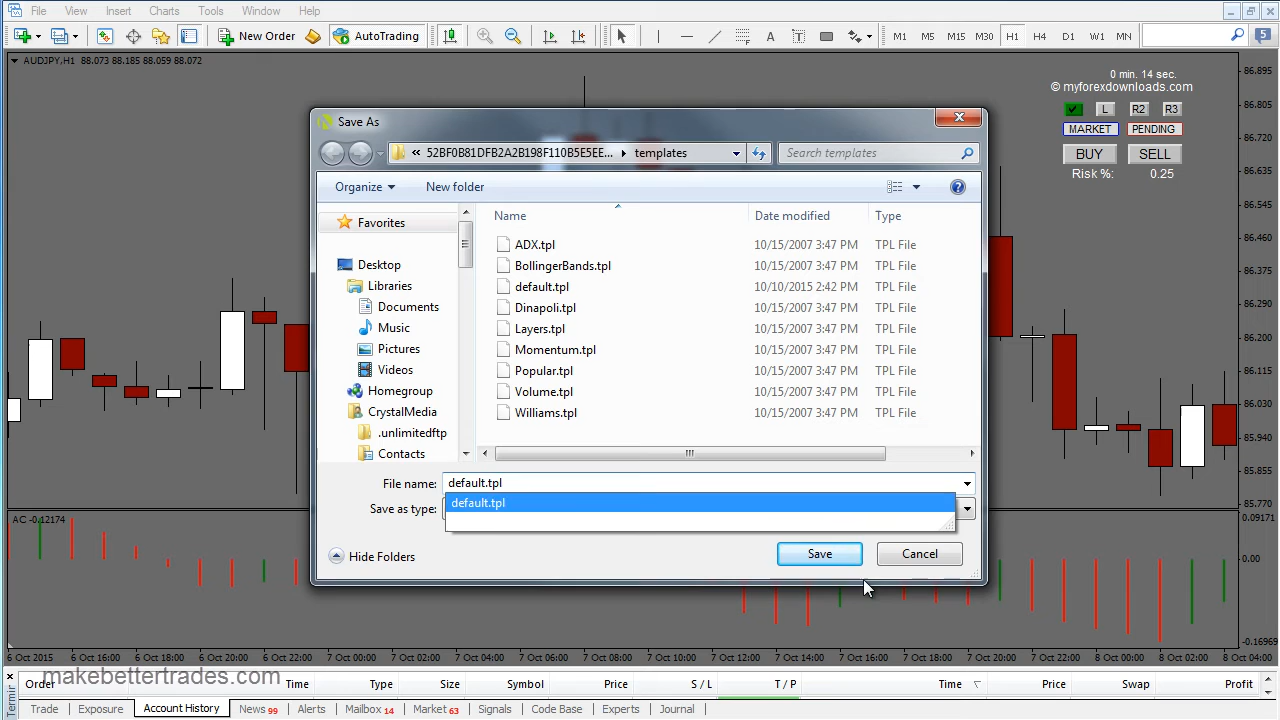 File View Insert Charts Tools Window Help
New Order AutoTrading M1 M5 M15 M30 H1 H4 D1 W1 MN 5
AUDJPY,H1 88.073 88.185 88.059 88.072
0 min. 14 sec.
© myforexdownloads.com
✓ L R2 R3
MARKET PENDING
BUY SELL
Risk %: 0.25
86.895
86.805
86.720
86.635
86.545
86.460
86.375
86.290
86.200
86.115
86.030
85.940
85.855
85.770
Save As
« 52BF0B81DFB2A2B198F110B5E5EE... templates
Search templates
Organize New folder
Favorites
Desktop
Libraries
Documents
Music
Pictures
Videos
Homegroup
CrystalMedia
.unlimitedftp
Contacts
Name Date modified Type
ADX.tpl 10/15/2007 3:47 PM TPL File
BollingerBands.tpl 10/15/2007 3:47 PM TPL File
default.tpl 10/10/2015 2:42 PM TPL File
Dinapoli.tpl 10/15/2007 3:47 PM TPL File
Layers.tpl 10/15/2007 3:47 PM TPL File
Momentum.tpl 10/15/2007 3:47 PM TPL File
Popular.tpl 10/15/2007 3:47 PM TPL File
Volume.tpl 10/15/2007 3:47 PM TPL File
Williams.tpl 10/15/2007 3:47 PM TPL File
File name: default.tpl
default.tpl
Save as type:
Hide Folders Save Cancel
AC -0.12174
0.09171
0.00
-0.16969
6 Oct 2015 6 Oct 16:00 6 Oct 18:00 6 Oct 20:00 6 Oct 22:00 7 Oct 00:00 7 Oct 02:00 7 Oct 04:00 7 Oct 06:00 7 Oct 08:00 7 Oct 10:00 7 Oct 12:00 7 Oct 14:00 7 Oct 16:00 7 Oct 18:00 7 Oct 20:00 7 Oct 22:00 8 Oct 00:00 8 Oct 02:00 8 Oct 04:00
makebettertrades.com
Order Time Type Size Symbol Price S / L T / P Time Price Swap Profit
Termin
Trade Exposure Account History News 99 Alerts Mailbox 14 Market 63 Signals Code Base Experts Journal